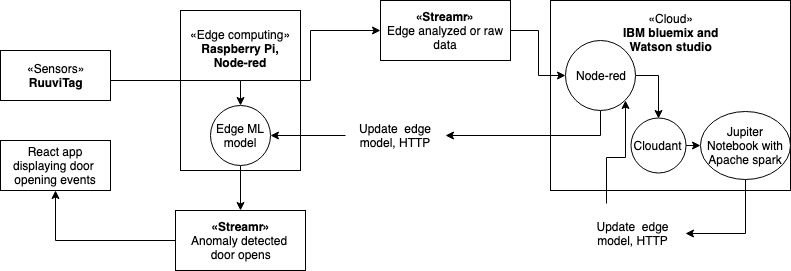 «Sensors»
RuuviTag
«Edge computing»
Raspberry Pi,
Node-red
Edge ML
model
«Streamr»
Edge analyzed or raw
data
«Cloud»
IBM bluemix and
Watson studio
Node-red
Cloudant
Jupiter
Notebook with
Apache spark
Update edge
model, HTTP
Update edge
model, HTTP
React app
displaying door
opening events
«Streamr»
Anomaly detected
door opens